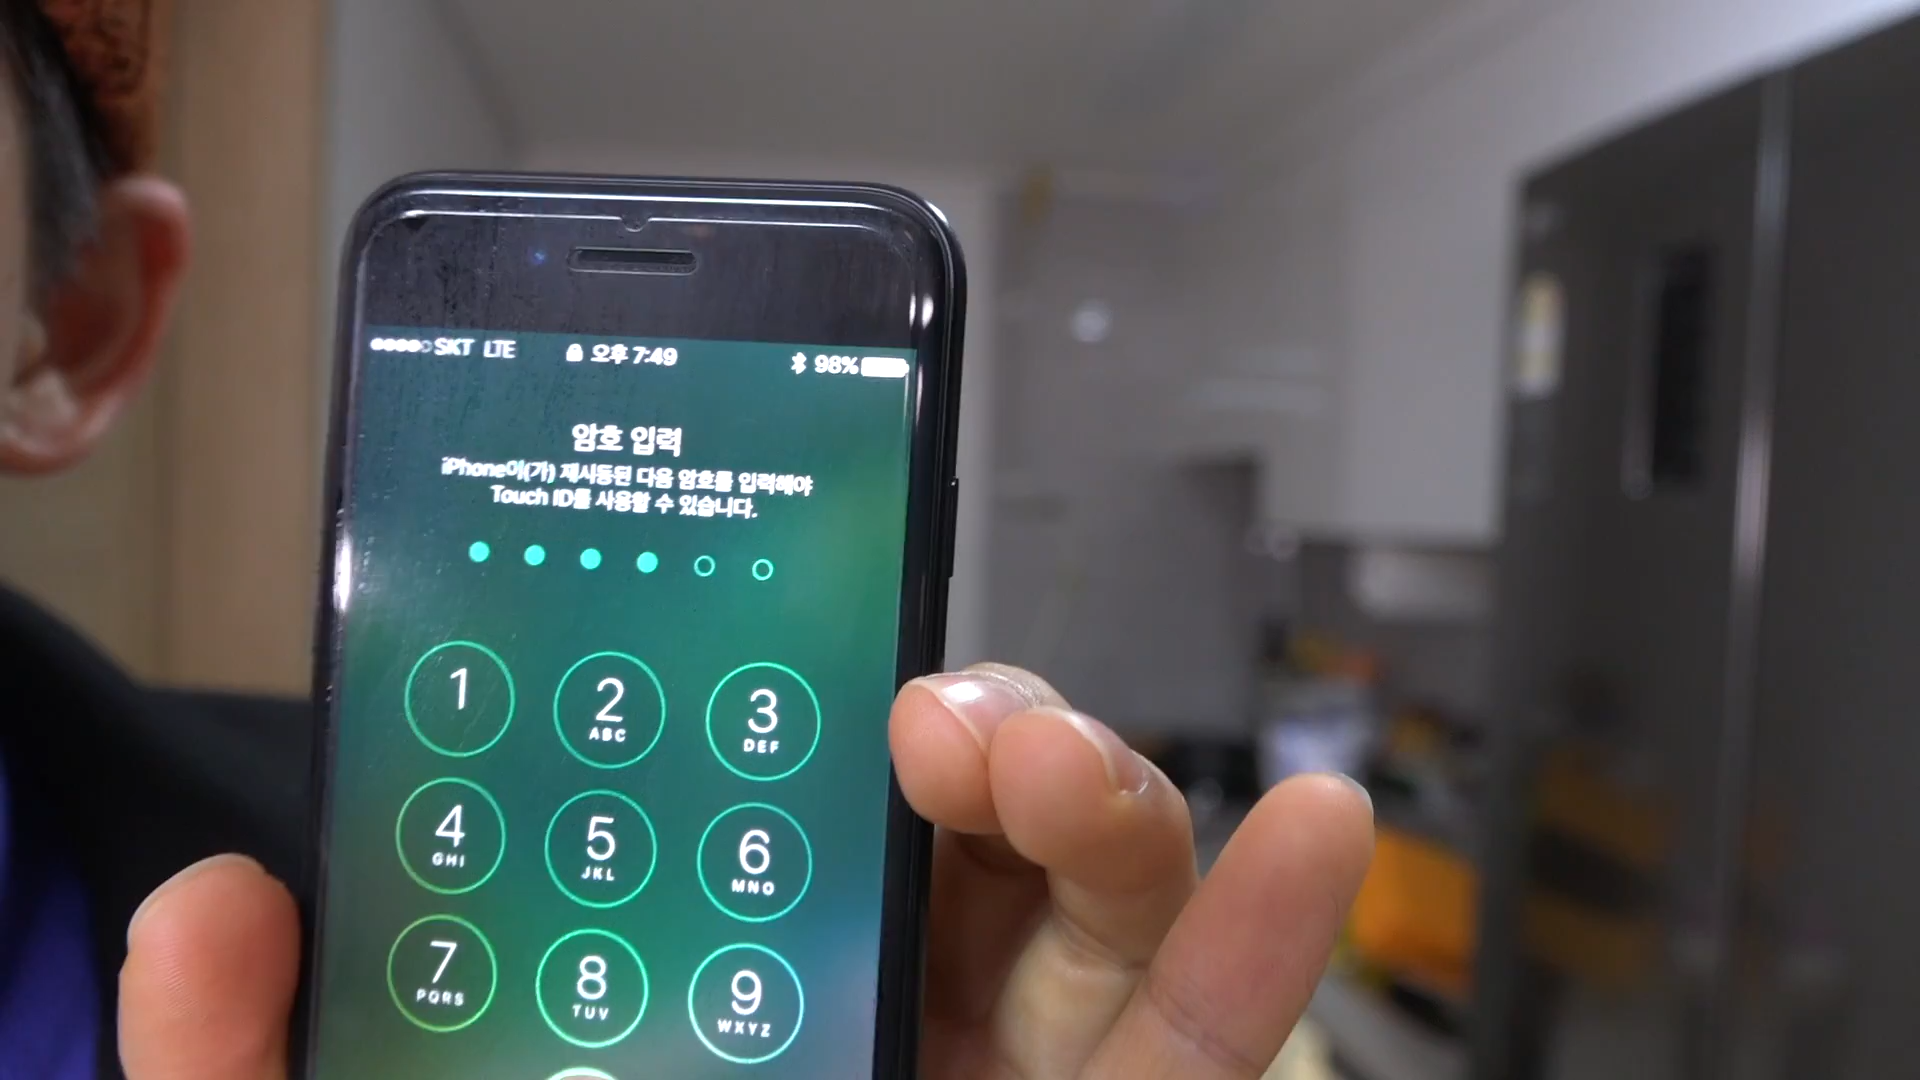 SKT LTE 오후 7:49 98%
암호 입력
iPhone이(가) 재시동된 다음 암호를 입력해야
Touch ID를 사용할 수 있습니다.
1
2
ABC
3
DEF
4
GHI
5
JKL
6
MNO
7
PQRS
8
TUV
9
WXYZ